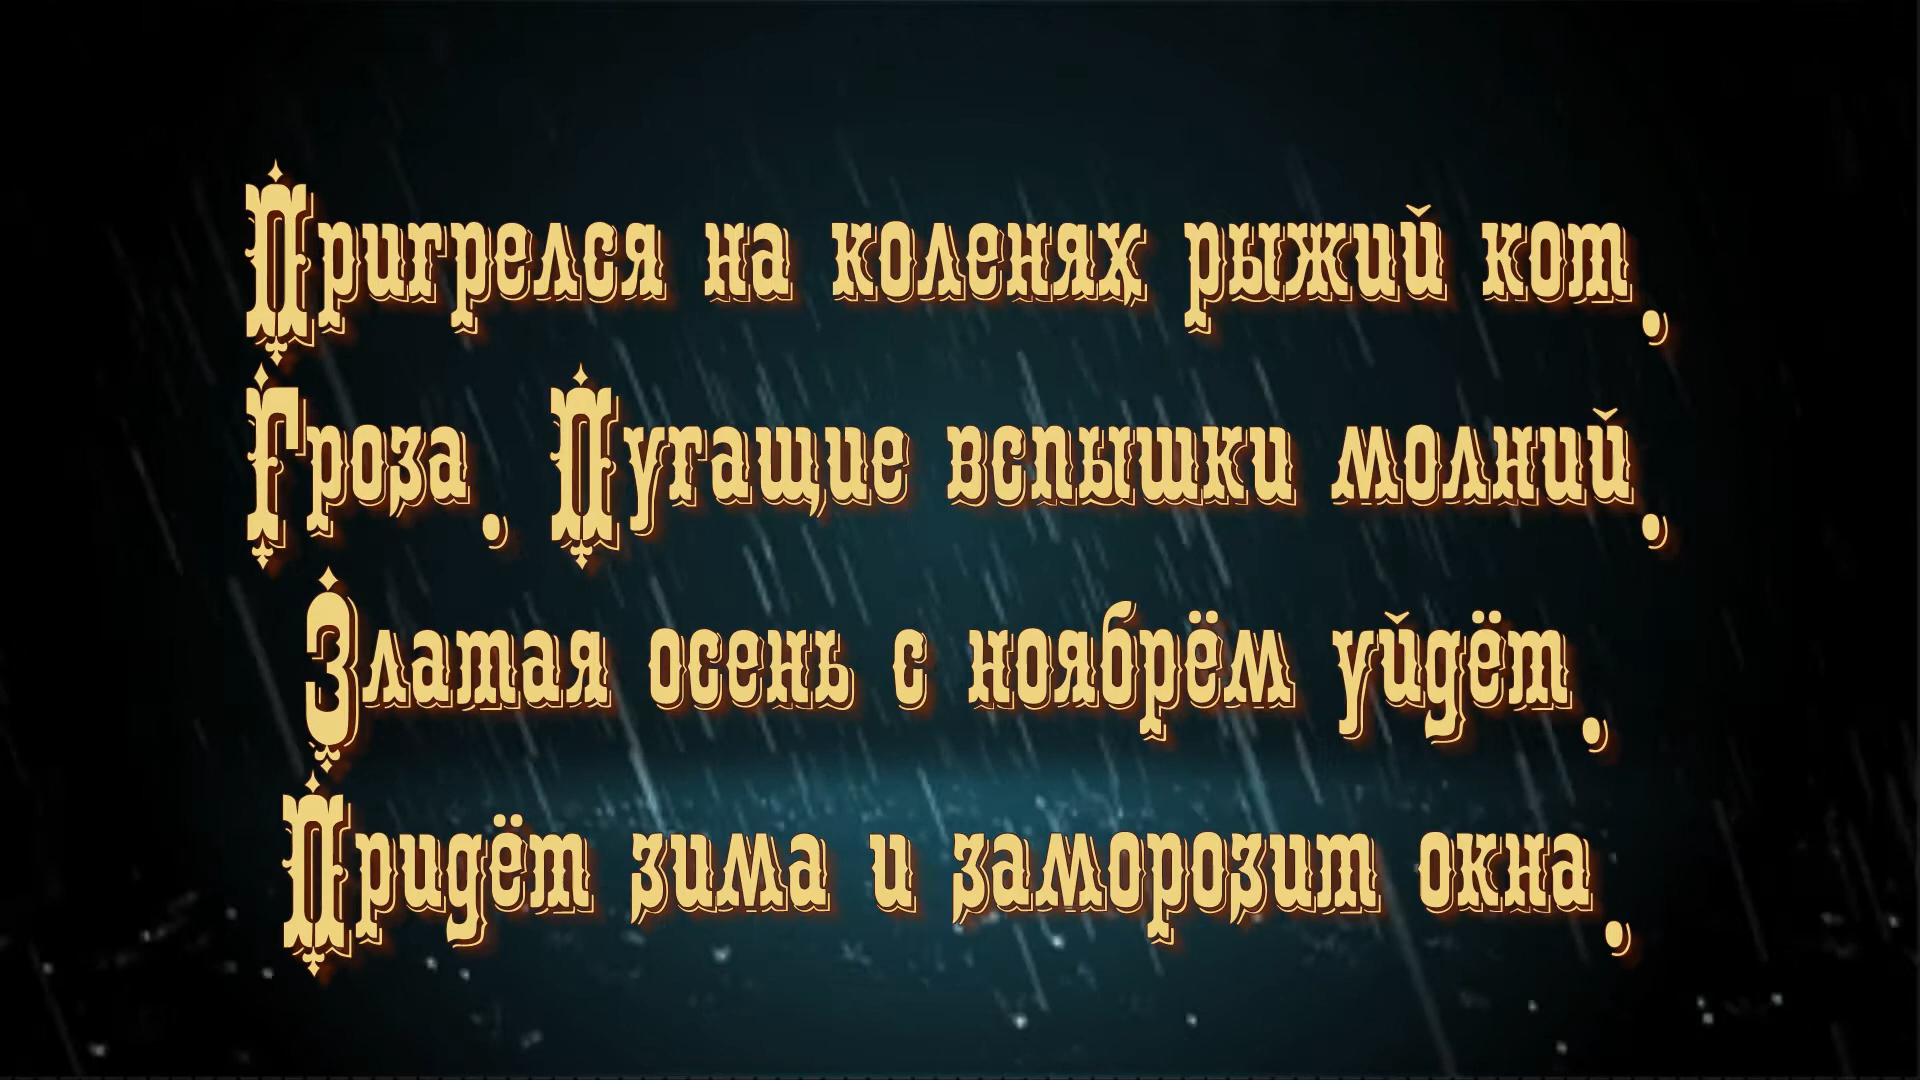 Пригрелся на коленях рыжий кот.
Гроза. Пугащие вспышки молний.
Златая осень с ноябрём уйдёт.
Придёт зима и заморозит окна.